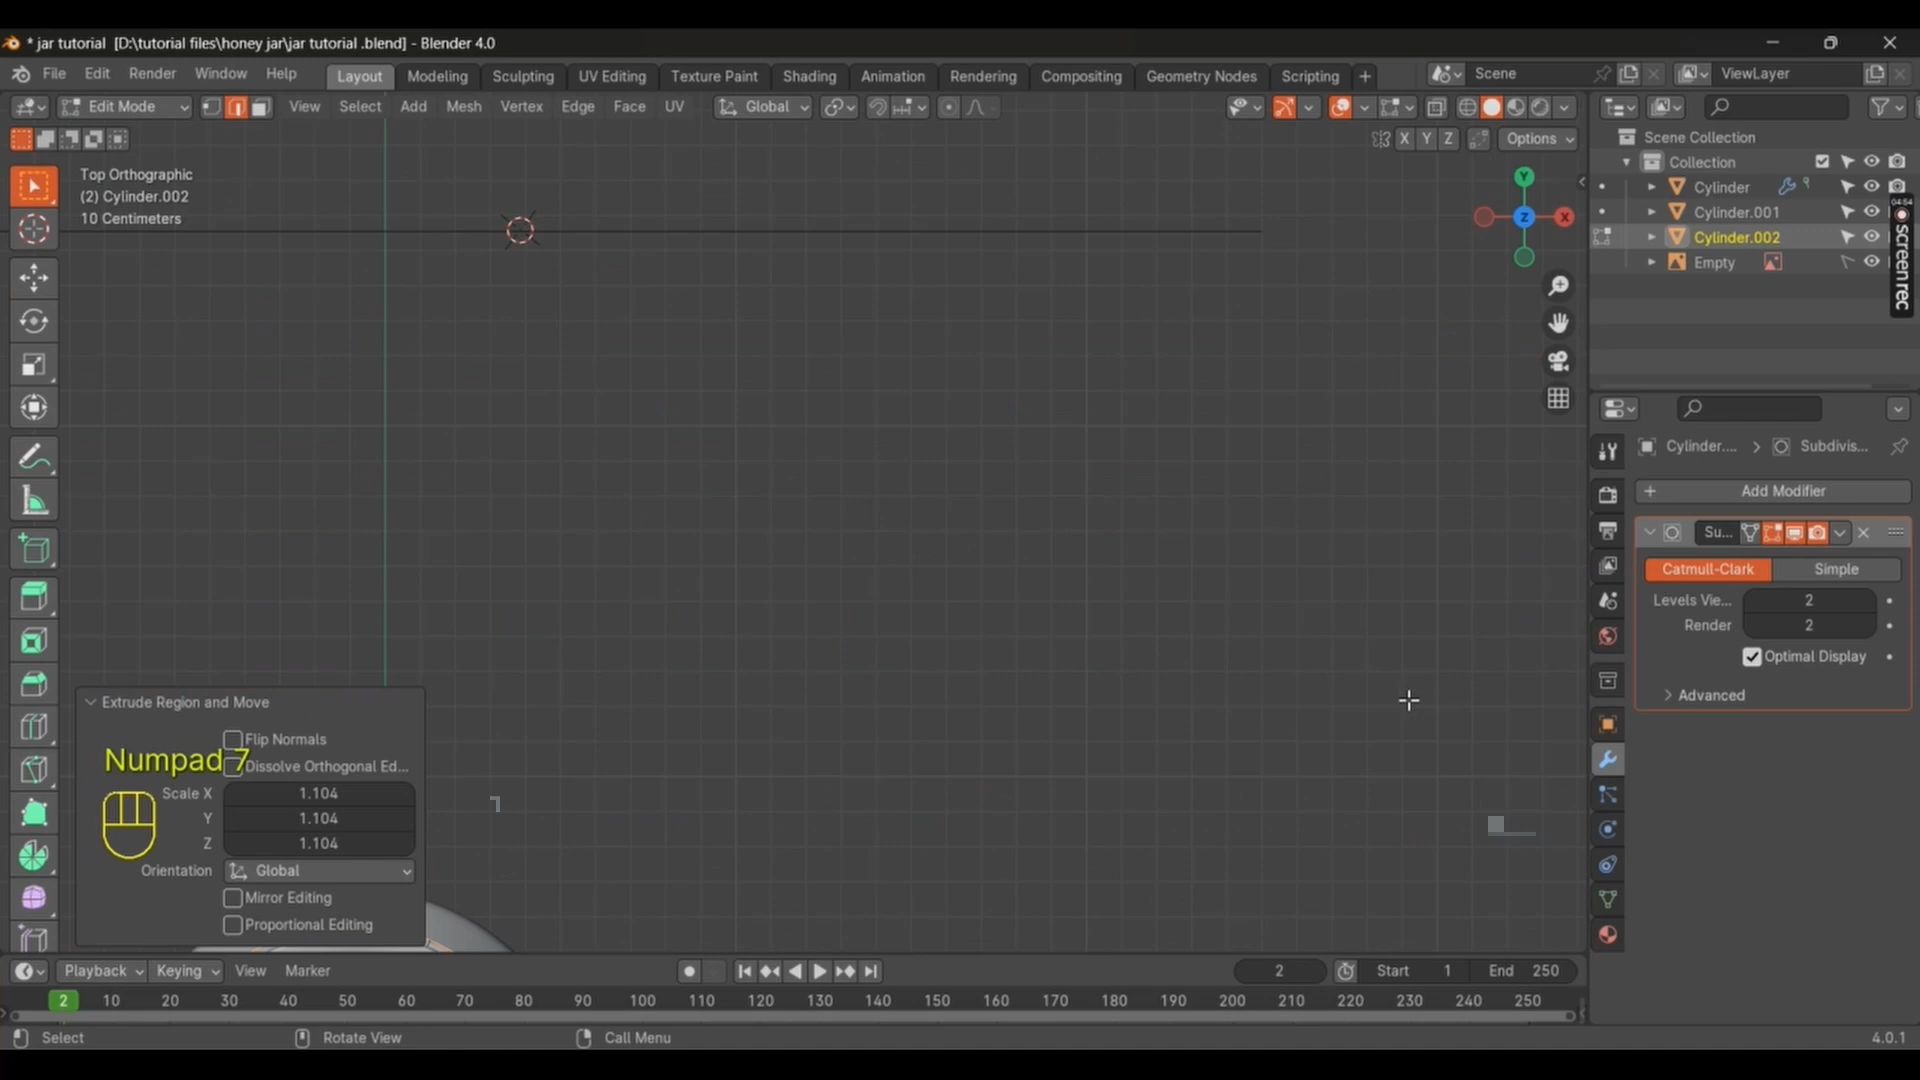 * jar tutorial [D:\tutorial files\honey jar\jar tutorial .blend] - Blender 4.0
File Edit Render Window Help Layout Modeling Sculpting UV Editing Texture Paint Shading Animation Rendering Compositing Geometry Nodes Scripting + Scene ViewLayer
Edit Mode View Select Add Mesh Vertex Edge Face UV Global
X Y Z Options
Top Orthographic
(2) Cylinder.002
10 Centimeters
Y
Z X
Scene Collection
Collection
Cylinder
Cylinder.001
Cylinder.002
Empty
04:54
screenrec
Cylinder.... > Subdivis...
+ Add Modifier
Su...
Catmull-Clark Simple
Levels Vie... 2
Render 2
Optimal Display
> Advanced
Extrude Region and Move
Flip Normals
Numpad 7
Dissolve Orthogonal Ed...
Scale X 1.104
Y 1.104
Z 1.104
Orientation Global
Mirror Editing
Proportional Editing
Playback Keying View Marker 2 Start 1 End 250
2 10 20 30 40 50 60 70 80 90 100 110 120 130 140 150 160 170 180 190 200 210 220 230 240 250
Select Rotate View Call Menu 4.0.1